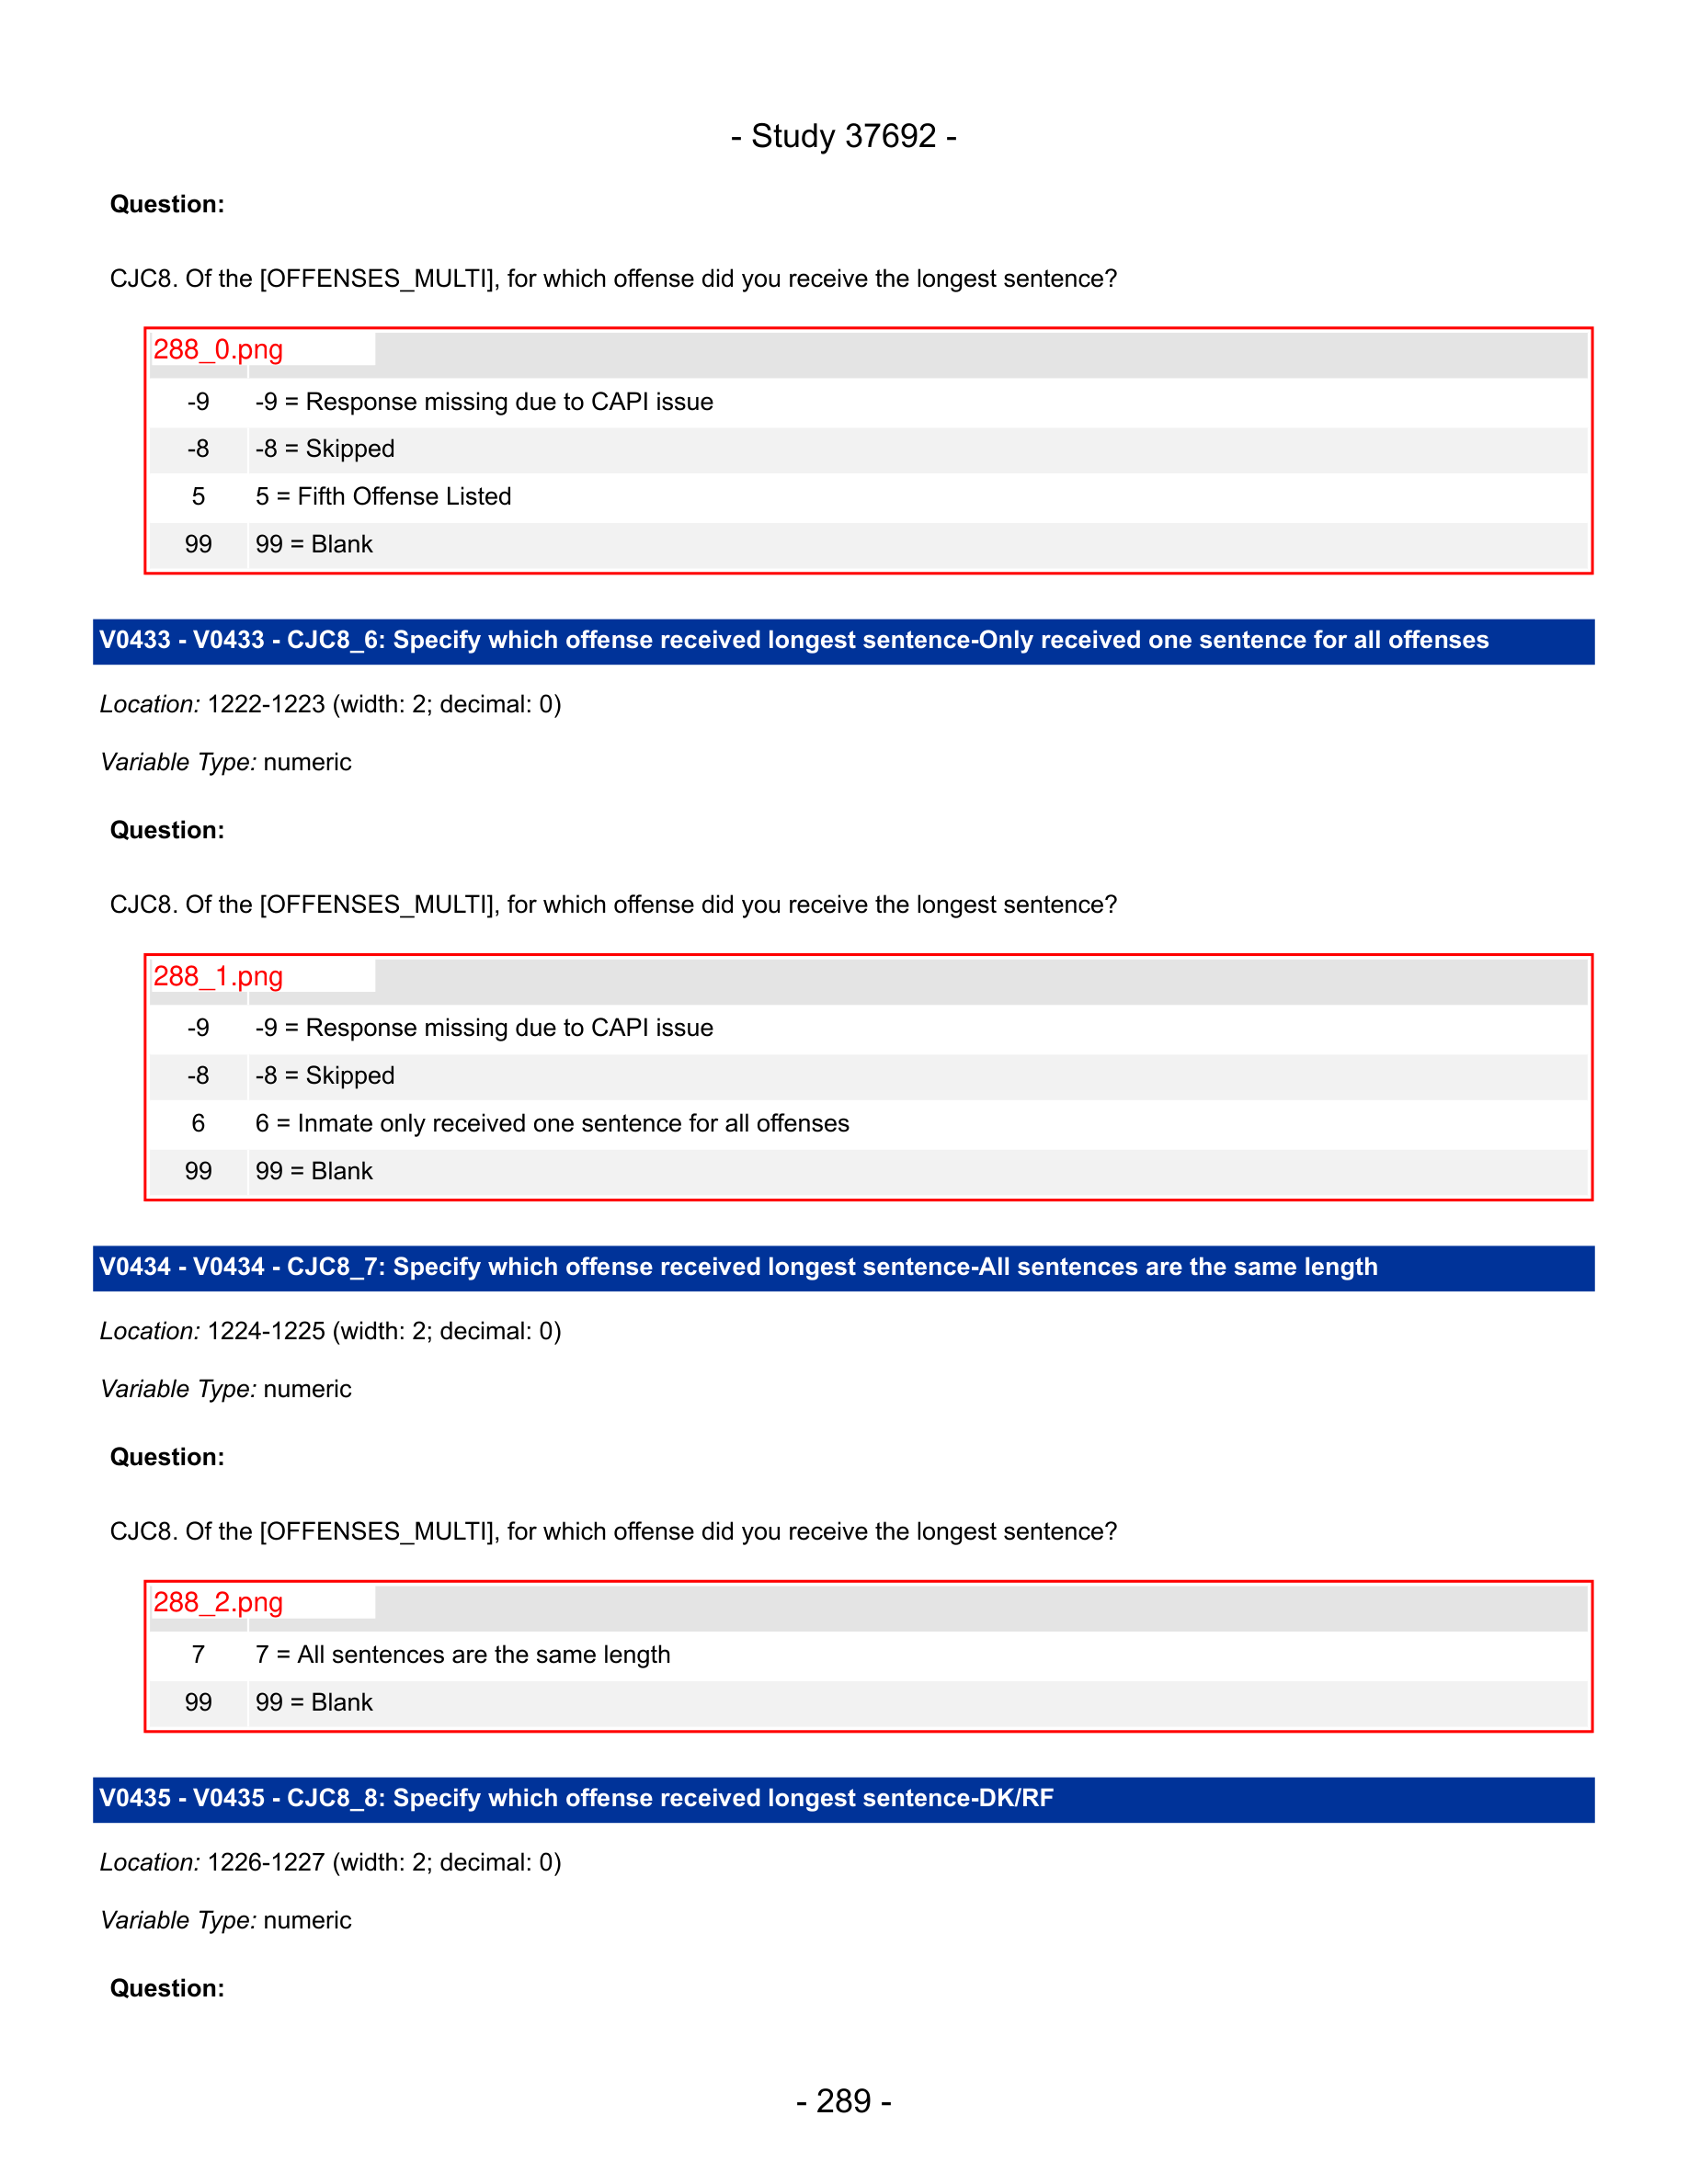 - Study 37692 -
Question:
CJC8. Of the [OFFENSES_MULTI], for which offense did you receive the longest sentence?
288_0.png
-9 -9 = Response missing due to CAPI issue
-8 -8 = Skipped
5 5 = Fifth Offense Listed
99 99 = Blank
V0433 - V0433 - CJC8_6: Specify which offense received longest sentence-Only received one sentence for all offenses
Location: 1222-1223 (width: 2; decimal: 0)
Variable Type: numeric
Question:
CJC8. Of the [OFFENSES_MULTI], for which offense did you receive the longest sentence?
288_1.png
-9 -9 = Response missing due to CAPI issue
-8 -8 = Skipped
6 6 = Inmate only received one sentence for all offenses
99 99 = Blank
V0434 - V0434 - CJC8_7: Specify which offense received longest sentence-All sentences are the same length
Location: 1224-1225 (width: 2; decimal: 0)
Variable Type: numeric
Question:
CJC8. Of the [OFFENSES_MULTI], for which offense did you receive the longest sentence?
288_2.png
7 7 = All sentences are the same length
99 99 = Blank
V0435 - V0435 - CJC8_8: Specify which offense received longest sentence-DK/RF
Location: 1226-1227 (width: 2; decimal: 0)
Variable Type: numeric
Question:
- 289 -